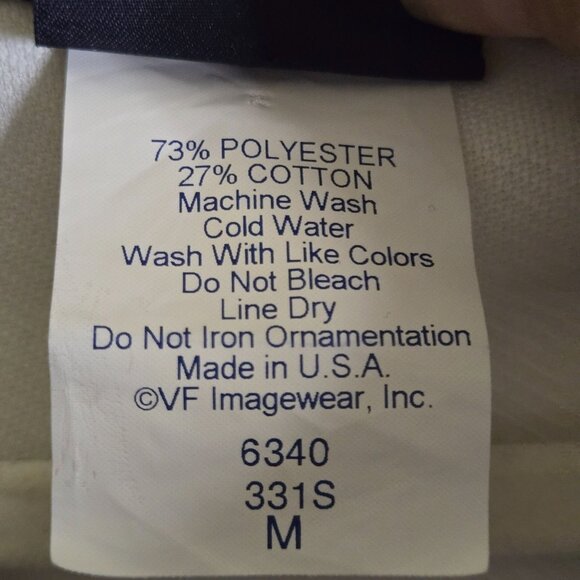 73% POLYESTER
27% COTTON
Machine Wash
Cold Water
Wash With Like Colors
Do Not Bleach
Line Dry
Do Not Iron Ornamentation
Made in U.S.A.
©VF Imagewear, Inc.
6340
331S
M